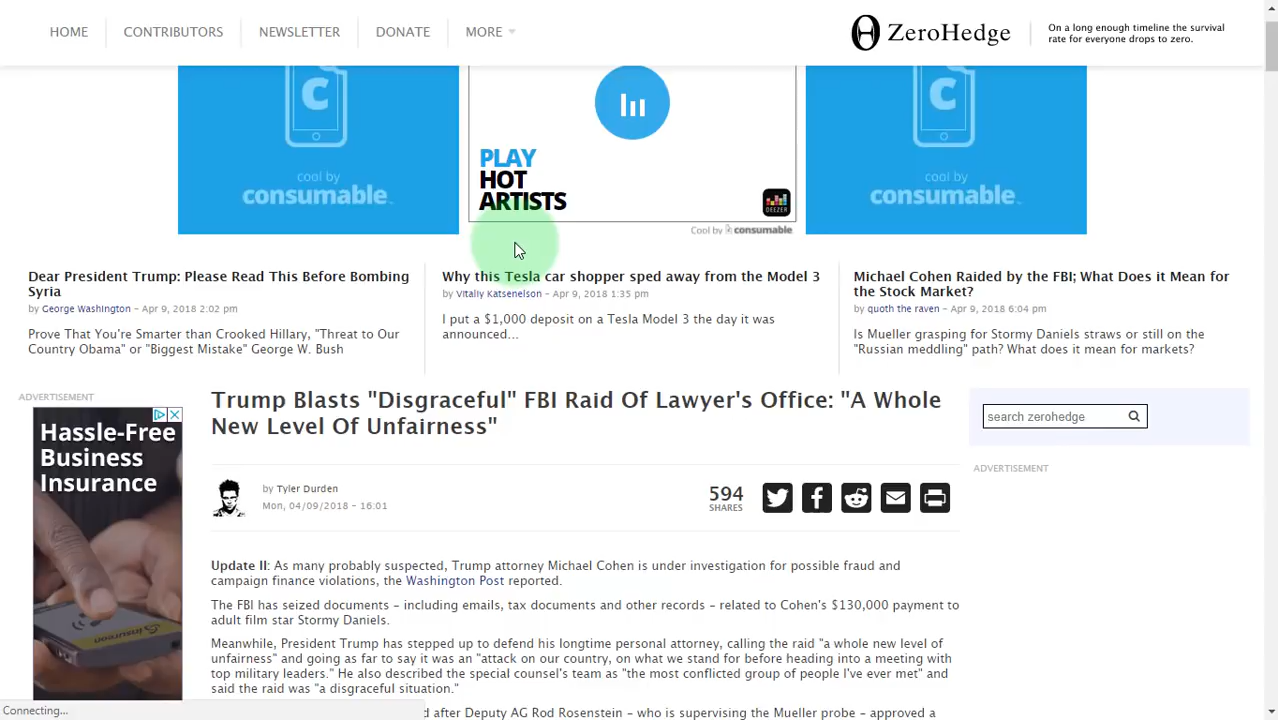 HOME
CONTRIBUTORS
NEWSLETTER
DONATE
MORE
ZeroHedge
On a long enough timeline the survival
rate for everyone drops to zero.
C
cool by
consumable
PLAY
HOT
ARTISTS
DEEZER
Cool by consumable
C
cool by
consumable
Dear President Trump: Please Read This Before Bombing
Syria
by George Washington - Apr 9, 2018 2:02 pm
Prove That You're Smarter than Crooked Hillary, "Threat to Our
Country Obama" or "Biggest Mistake" George W. Bush
Why this Tesla car shopper sped away from the Model 3
by Vitaliy Katsenelson - Apr 9, 2018 1:35 pm
I put a $1,000 deposit on a Tesla Model 3 the day it was
announced...
Michael Cohen Raided by the FBI; What Does it Mean for
the Stock Market?
by quoth the raven - Apr 9, 2018 6:04 pm
Is Mueller grasping for Stormy Daniels straws or still on the
"Russian meddling" path? What does it mean for markets?
ADVERTISEMENT
Hassle-Free
Business
Insurance
insureon
Trump Blasts "Disgraceful" FBI Raid Of Lawyer's Office: "A Whole
New Level Of Unfairness"
by Tyler Durden
Mon, 04/09/2018 - 16:01
594
SHARES
search zerohedge
ADVERTISEMENT
Update II: As many probably suspected, Trump attorney Michael Cohen is under investigation for possible fraud and
campaign finance violations, the Washington Post reported.
The FBI has seized documents - including emails, tax documents and other records - related to Cohen's $130,000 payment to
adult film star Stormy Daniels.
Meanwhile, President Trump has stepped up to defend his longtime personal attorney, calling the raid "a whole new level of
unfairness" and going as far to say it was an "attack on our country, on what we stand for before heading into a meeting with
top military leaders." He also described the special counsel's team as "the most conflicted group of people I've ever met" and
said the raid was "a disgraceful situation."
d after Deputy AG Rod Rosenstein - who is supervising the Mueller probe - approved a
Connecting...